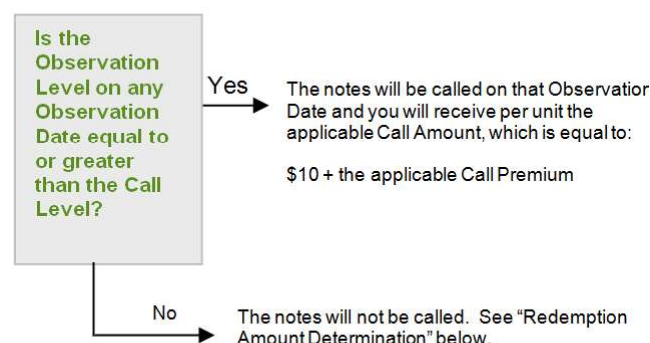 Is the
Observation
Level on any
Observation
Date equal to
or greater
than the Call
Level?
Yes
The notes will be called on that Observation
Date and you will receive per unit the
applicable Call Amount, which is equal to:
$10 + the applicable Call Premium
No
The notes will not be called. See “Redemption
Amount Determination” below.